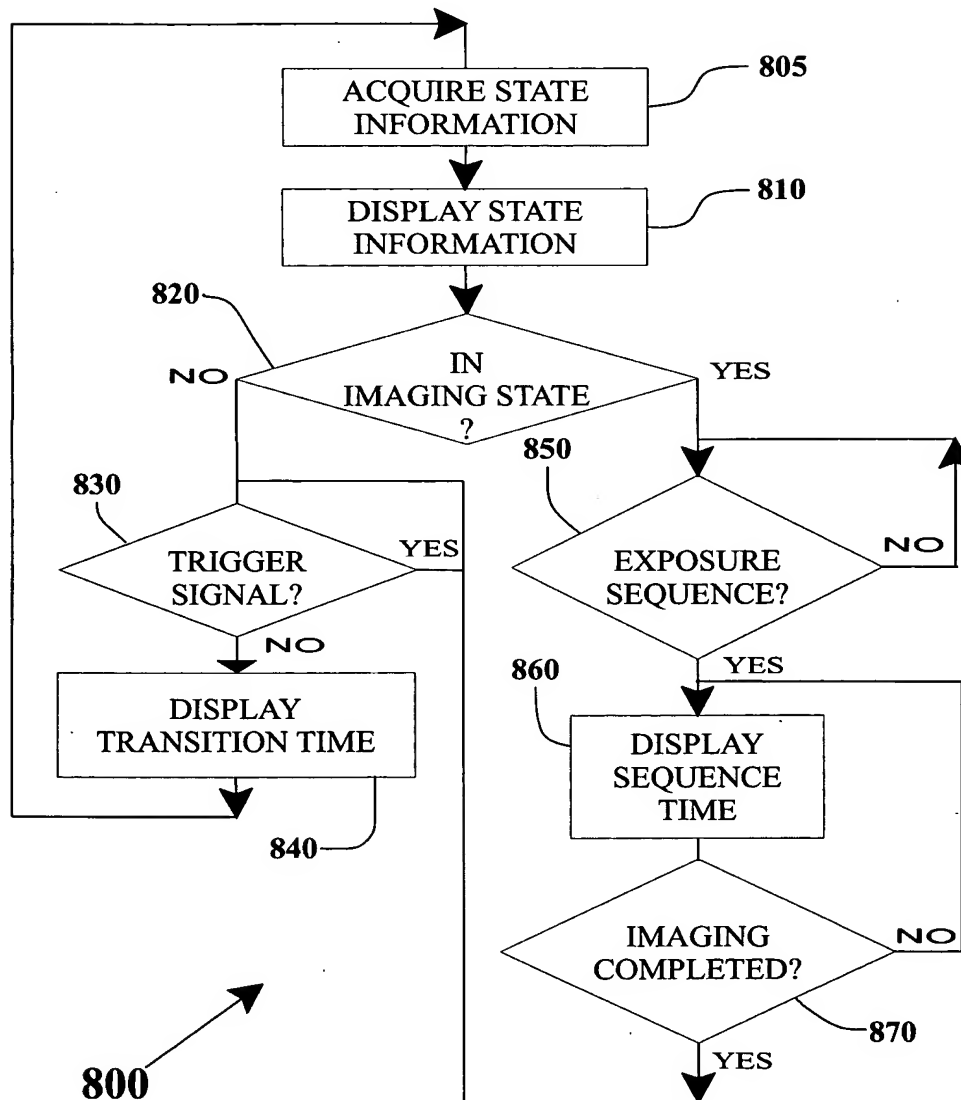 805
ACQUIRE STATE
INFORMATION
810
DISPLAY STATE
INFORMATION
820
IN
IMAGING STATE
?
NO
YES
850
830
TRIGGER
SIGNAL?
YES
EXPOSURE
SEQUENCE?
NO
NO
YES
860
DISPLAY
TRANSITION TIME
DISPLAY
SEQUENCE
TIME
840
IMAGING
COMPLETED?
NO
870
YES
800